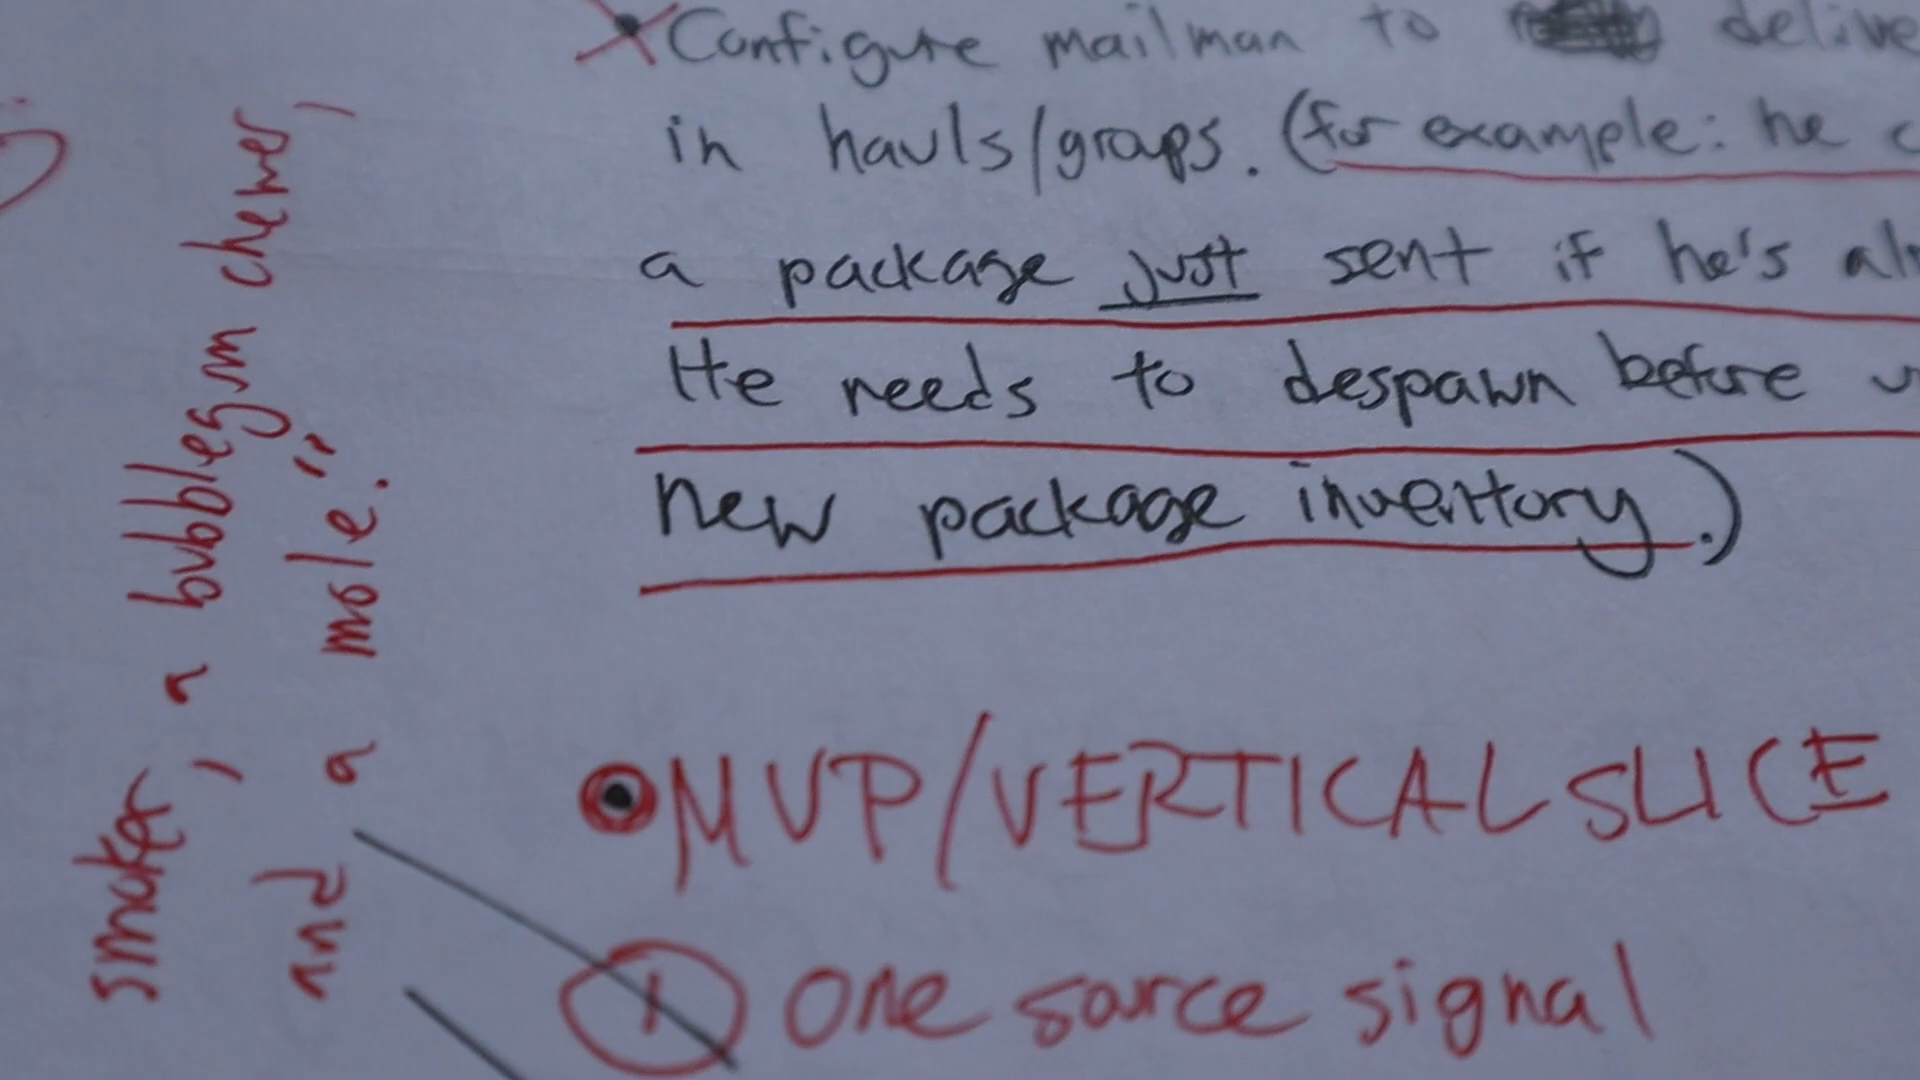 Configure mailman to
in hauls/groups. (for example: he
a package just sent if he's
He needs to despawn before
new package inventory.)
• MVP/VERTICAL SLICE
① one source signal
smoker, a bubblegum chewer,
and a mole."